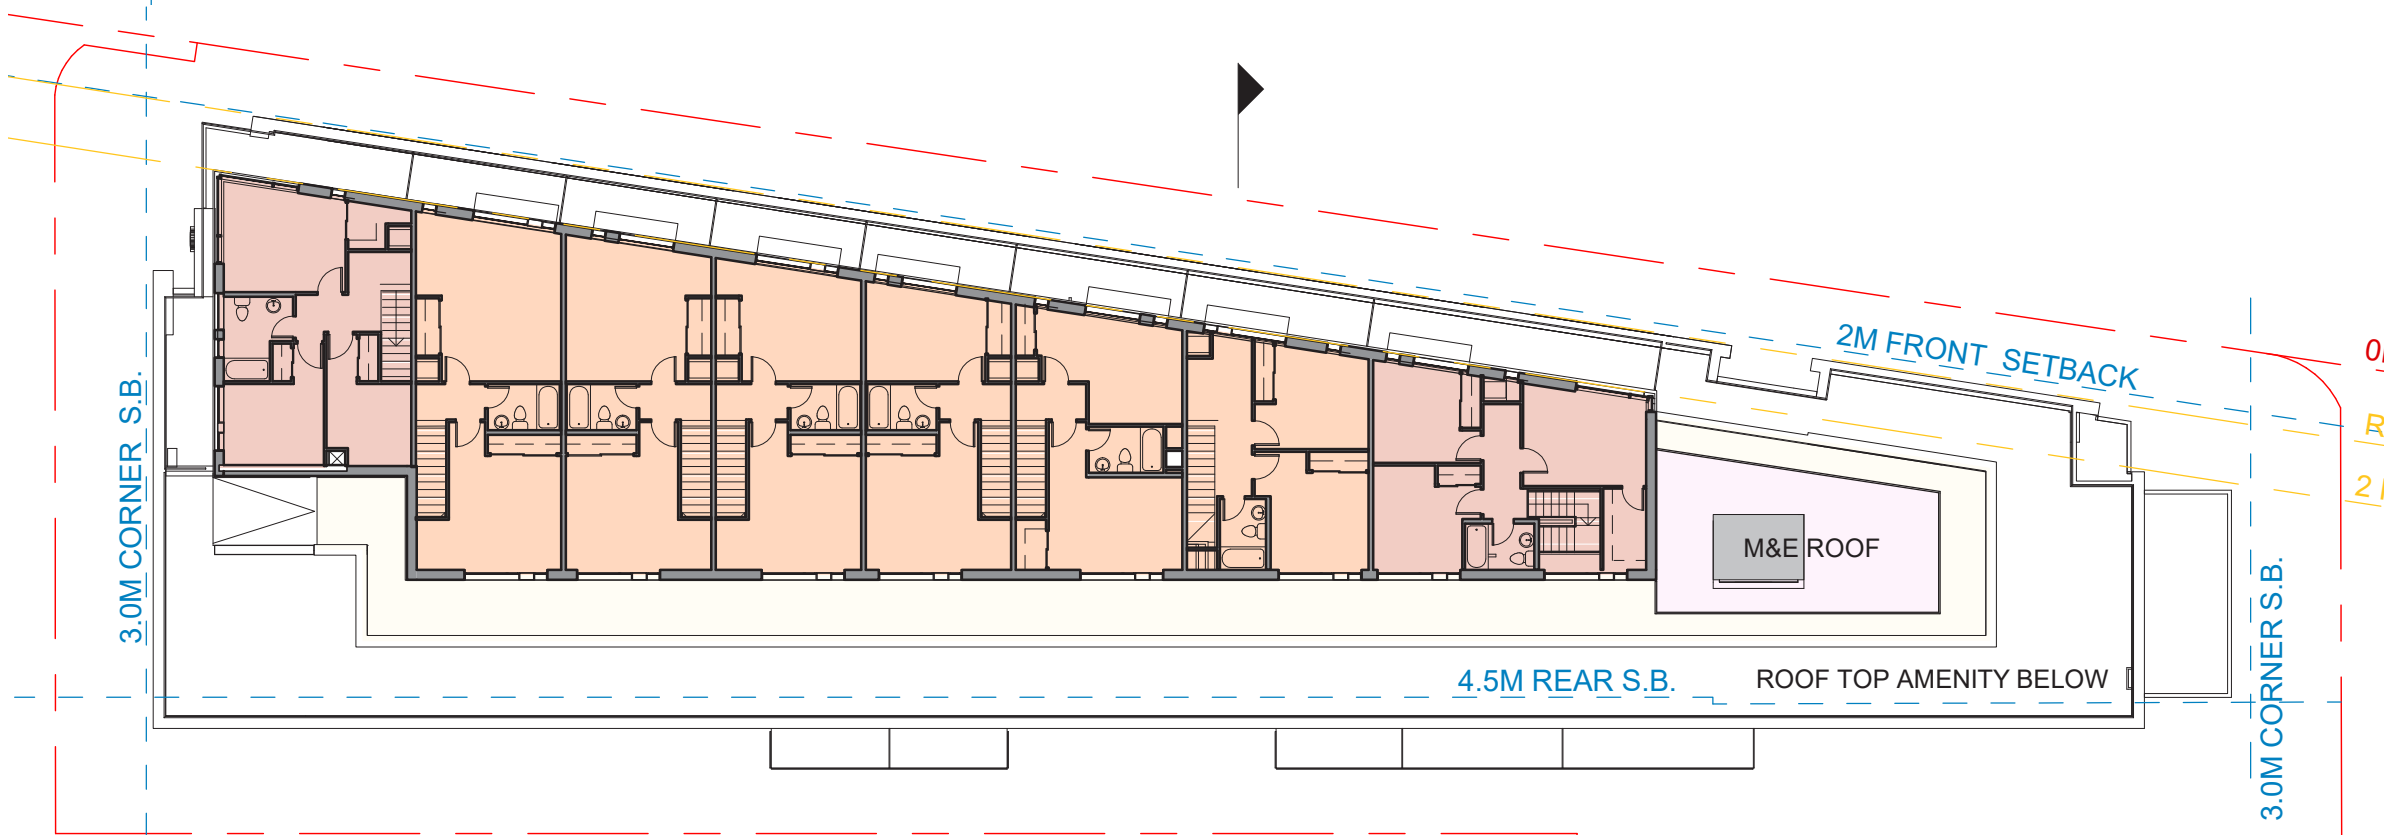 2M FRONT SETBACK
3.0M CORNER S.B.
M&E ROOF
3.0M CORNER S.B.
4.5M REAR S.B.
ROOF TOP AMENITY BELOW